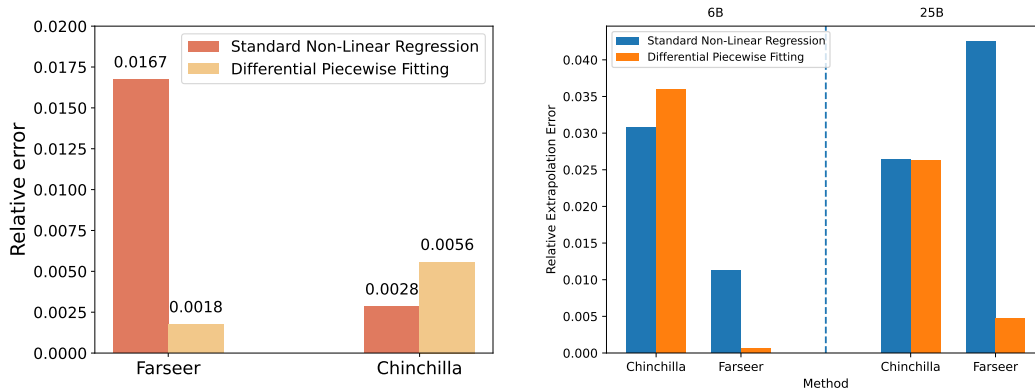 0.0200
0.0175
0.0150
0.0125
0.0100
0.0075
0.0050
0.0025
0.0000
Relative error
Standard Non-Linear Regression
Differential Piecewise Fitting
0.0167
0.0018
0.0028
0.0056
Farseer
Chinchilla
6B
25B
0.040
0.035
0.030
0.025
0.020
0.015
0.010
0.005
0.000
Relative Extrapolation Error
Standard Non-Linear Regression
Differential Piecewise Fitting
Chinchilla
Farseer
Chinchilla
Farseer
Method